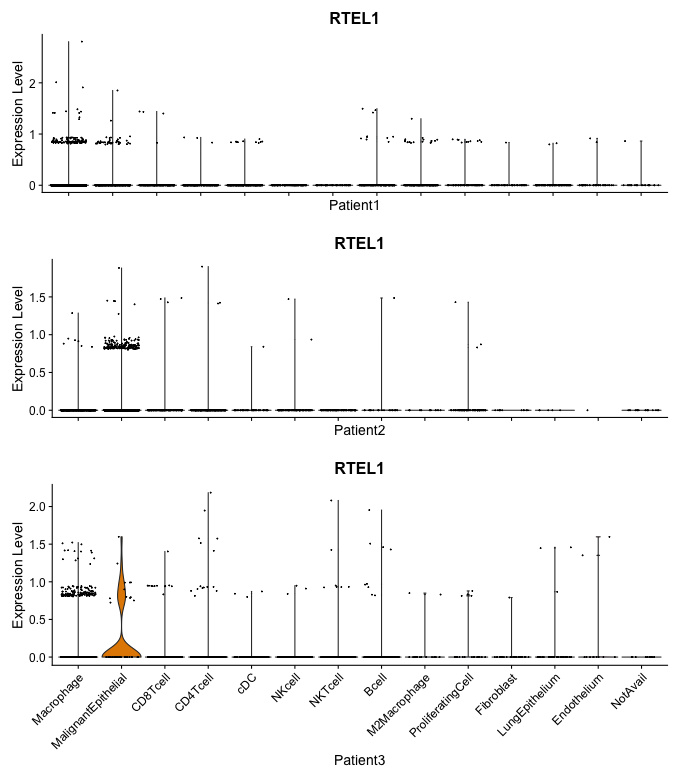 RTEL1
Expression Level
2
1
0
Patient1
RTEL1
Expression Level
1.5
1.0
0.5
0.0
Patient2
RTEL1
Expression Level
2.0
1.5
1.0
0.5
0.0
Macrophage
MalignantEpithelial
CD8Tcell
CD4Tcell
cDC
NKcell
NKTcell
Bcell
M2Macrophage
ProliferatingCell
Fibroblast
LungEpithelium
Endothelium
NotAvail
Patient3